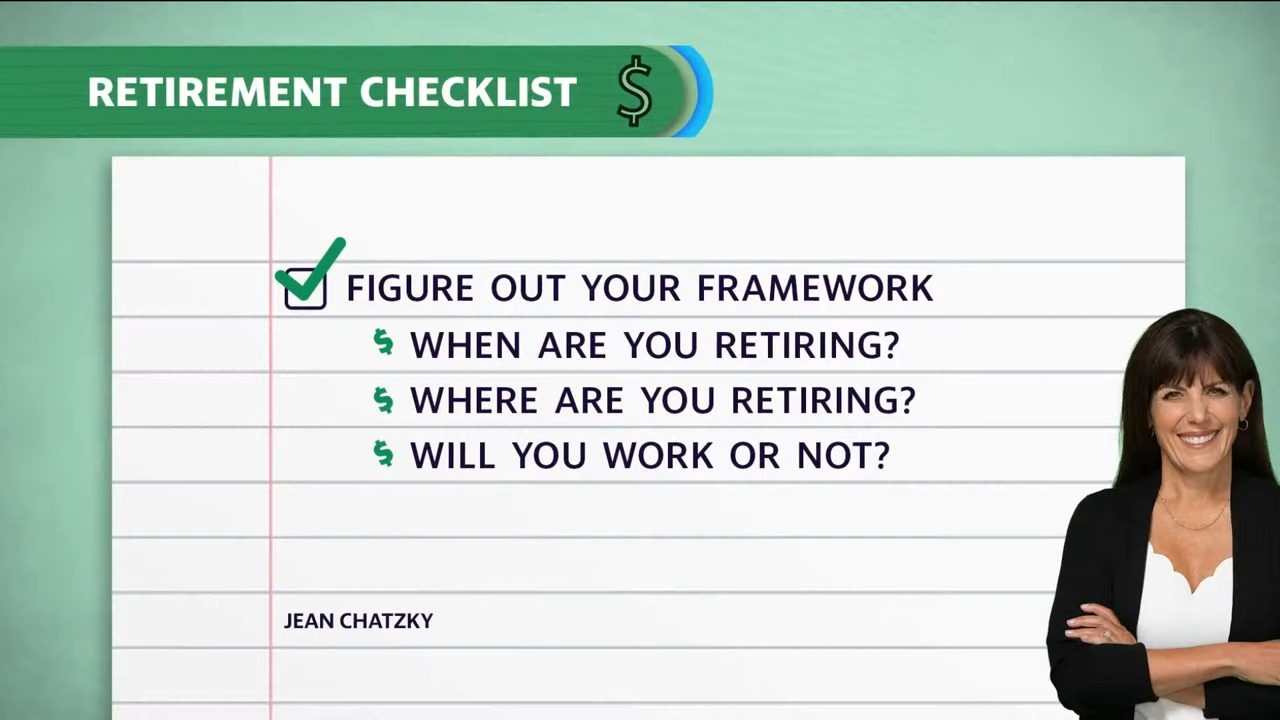 RETIREMENT CHECKLIST $
FIGURE OUT YOUR FRAMEWORK
$ WHEN ARE YOU RETIRING?
$ WHERE ARE YOU RETIRING?
$ WILL YOU WORK OR NOT?
JEAN CHATZKY